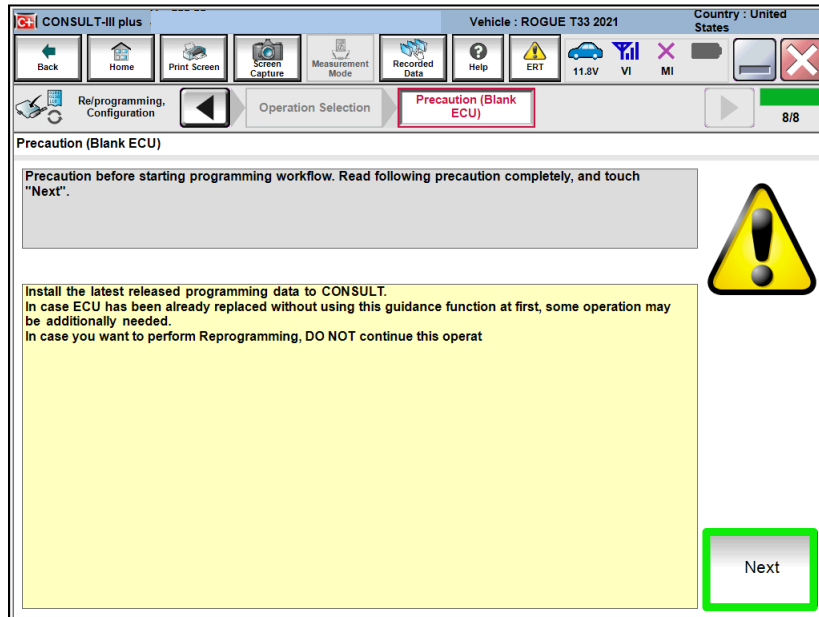 CONSULT-III plus
Vehicle : ROGUE T33 2021
Country : United
States
Back
Home
Print Screen
Screen
Capture
Measurement
Mode
Recorded
Data
Help
ERT
11.8V
VI
MI
Re/programming,
Configuration
Operation Selection
Precaution (Blank
ECU)
8/8
Precaution (Blank ECU)
Precaution before starting programming workflow. Read following precaution completely, and touch
"Next".
Install the latest released programming data to CONSULT.
In case ECU has been already replaced without using this guidance function at first, some operation may
be additionally needed.
In case you want to perform Reprogramming, DO NOT continue this operat
Next